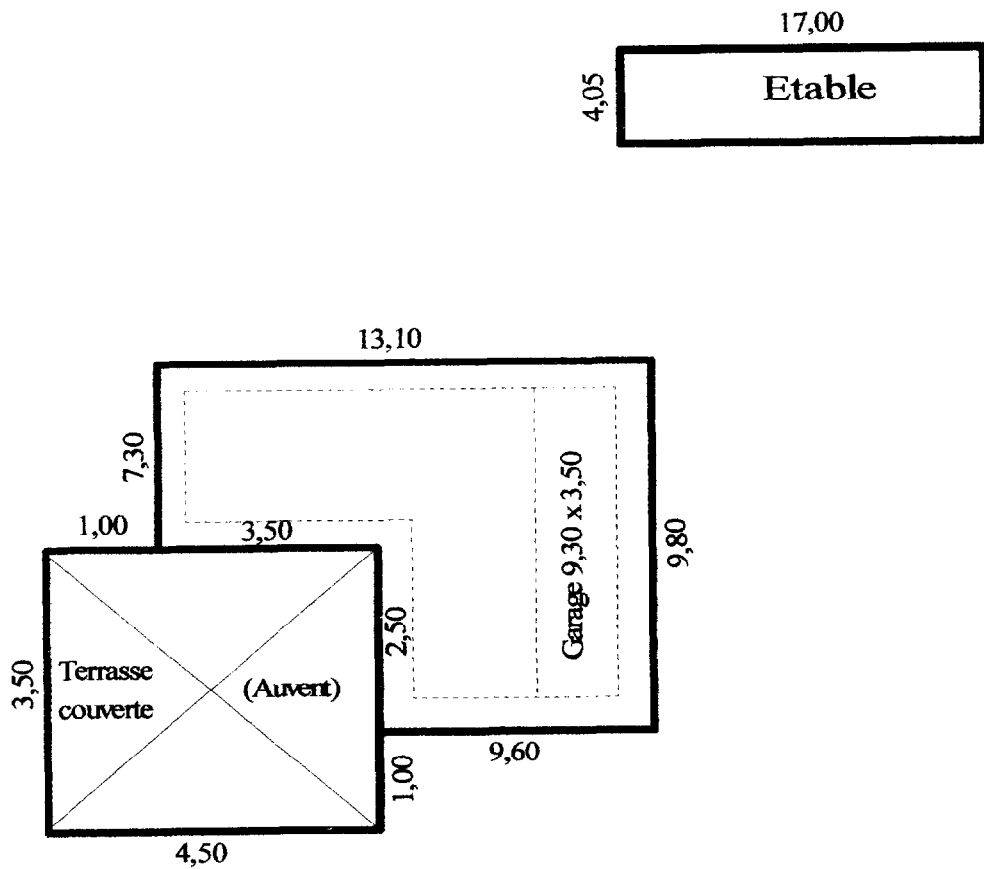 17,00
4,05
Etable
13,10
7,30
1,00
3,50
Garage 9,30 x 3,50
9,80
2,50
3,50
Terrasse
couverte
(Auvent)
9,60
1,00
4,50